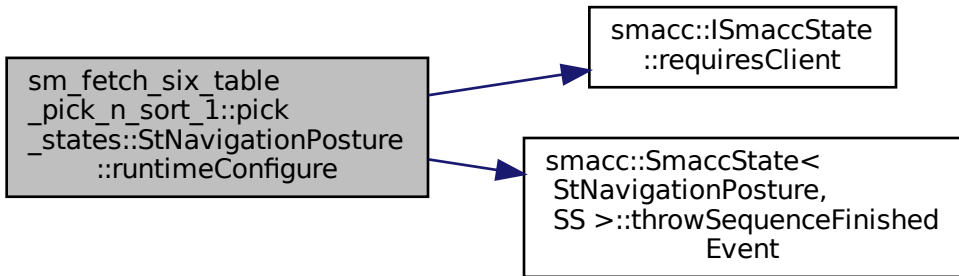 sm_fetch_six_table
_pick_n_sort_1::pick
_states::StNavigationPosture
::runtimeConfigure
smacc::ISmaccState
::requiresClient
smacc::SmaccState<
StNavigationPosture,
SS >::throwSequenceFinished
Event